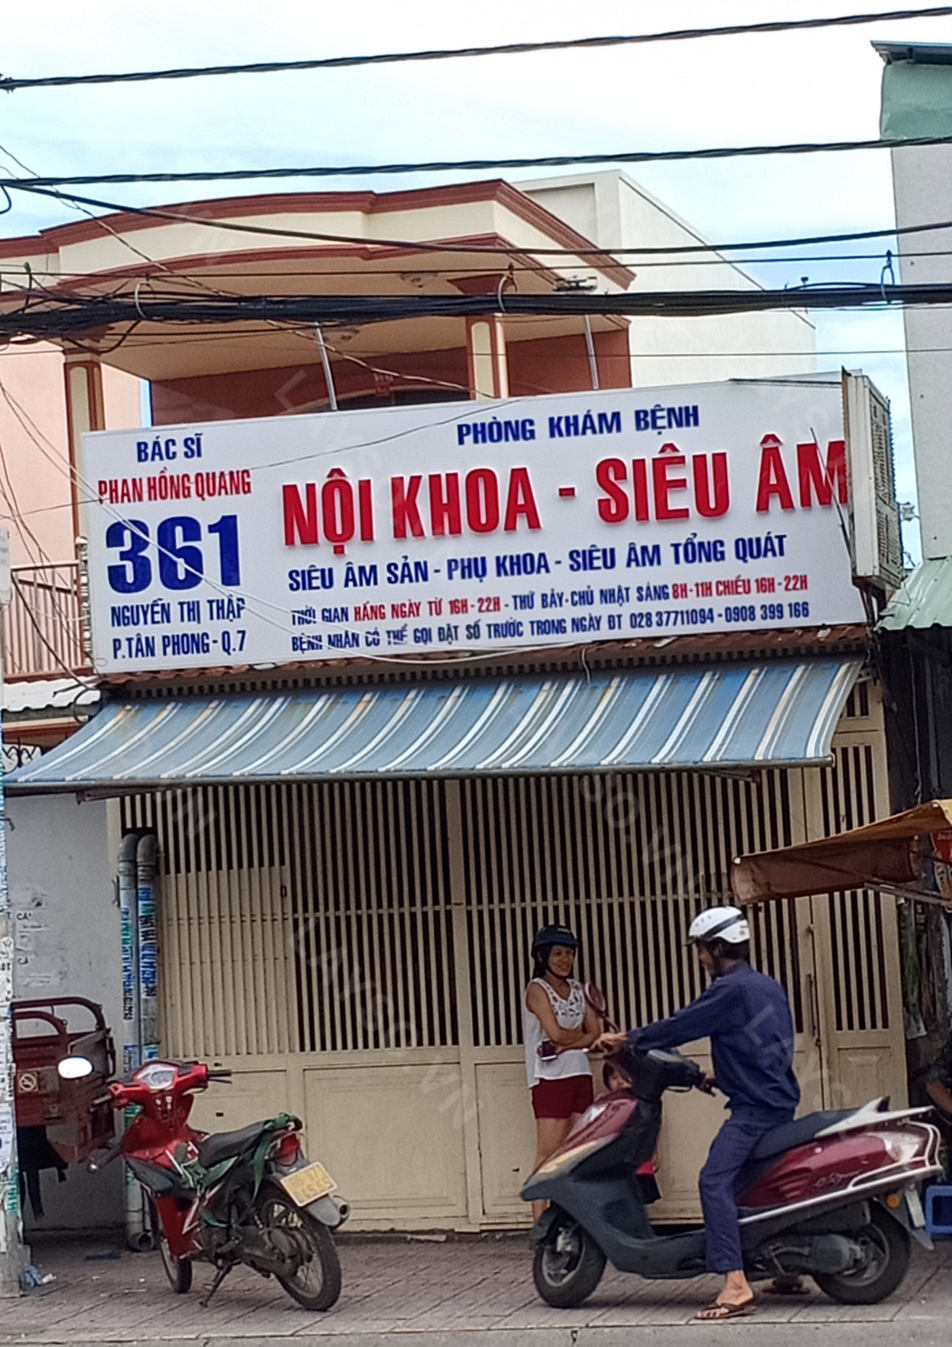 BÁC SĨ
PHAN HỒNG QUANG
361
NGUYỄN THỊ THẬP
P.TÂN PHONG - Q.7
PHÒNG KHÁM BỆNH
NỘI KHOA - SIÊU ÂM
SIÊU ÂM SẢN - PHỤ KHOA - SIÊU ÂM TỔNG QUÁT
THỜI GIAN HẰNG NGÀY TỪ 16H - 22H - THỨ BẢY - CHỦ NHẬT SÁNG 8H - 11H CHIỀU 16H - 22H
BỆNH NHÂN CÓ THỂ GỌI ĐẶT SỐ TRƯỚC TRONG NGÀY ĐT 028 37711094 - 0908 399 166
LAYSO.VN